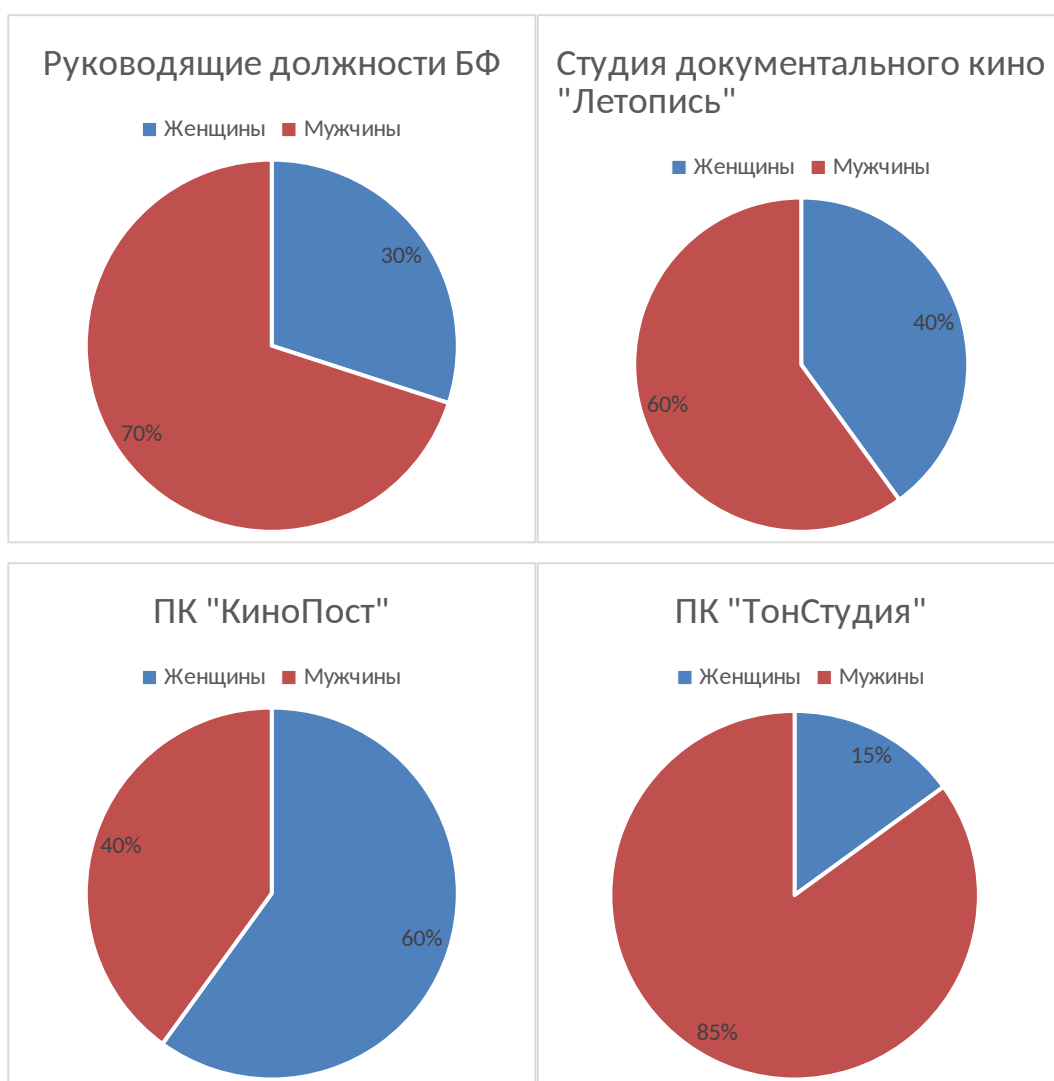 Руководящие должности БФ
Женщины Мужчины
30%
70%
Студия документального кино
"Летопись"
Женщины Мужчины
40%
60%
ПК "КиноПост"
Женщины Мужчины
40%
60%
ПК "ТонСтудия"
Женщины Мужины
15%
85%